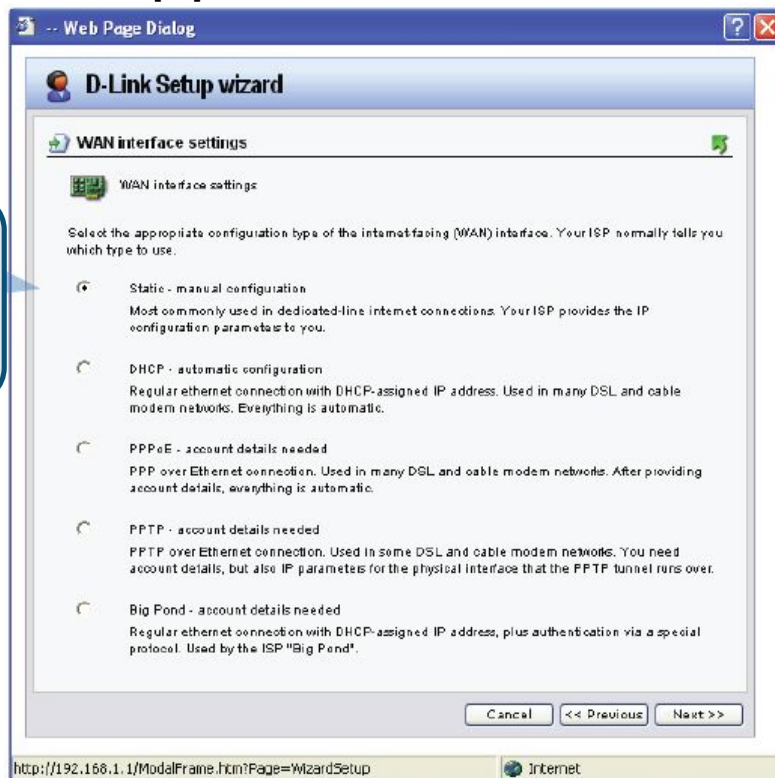 -- Web Page Dialog
D-Link Setup wizard
WAN interface settings
WAN interface settings
Select the appropriate configuration type of the internet-facing (WAN) interface. Your ISP normally tells you
which type to use.
Static - manual configuration
Most commonly used in dedicated-line internet connections. Your ISP provides the IP
configuration parameters to you.
DHCP - automatic configuration
Regular ethernet connection with DHCP-assigned IP address. Used in many DSL and cable
modem networks. Everything is automatic.
PPPoE - account details needed
PPP over Ethernet connection. Used in many DSL and cable modem networks. After providing
account details, everything is automatic.
PPTP - account details needed
PPTP over Ethernet connection. Used in some DSL and cable modem networks. You need
account details, but also IP parameters for the physical interface that the PPTP tunnel runs over.
Big Pond - account details needed
Regular ethernet connection with DHCP-assigned IP address, plus authentication via a special
protocol. Used by the ISP "Big Pond".
Cancel << Previous Next >>
http://192.168.1.1/ModalFrame.htm?Page=WizardSetup Internet